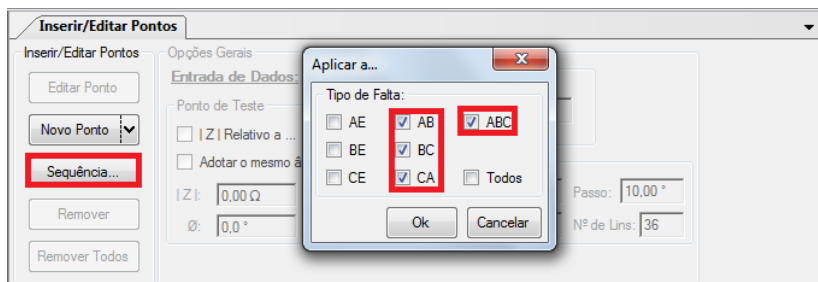 Inserir/Editar Pontos
Inserir/Editar Pontos
Editar Ponto
Novo Ponto
Sequência...
Remover
Remover Todos
Opções Gerais
Entrada de Dados:
Ponto de Teste
| Z | Relativo a ...
Adotar o mesmo
| Z |: 0,00 Ω
Ø: 0,0 °
Aplicar a...
Tipo de Falta:
AE AB ABC
BE BC
CE CA Todos
Ok Cancelar
Passo: 10,00 °
Nº de Lins: 36